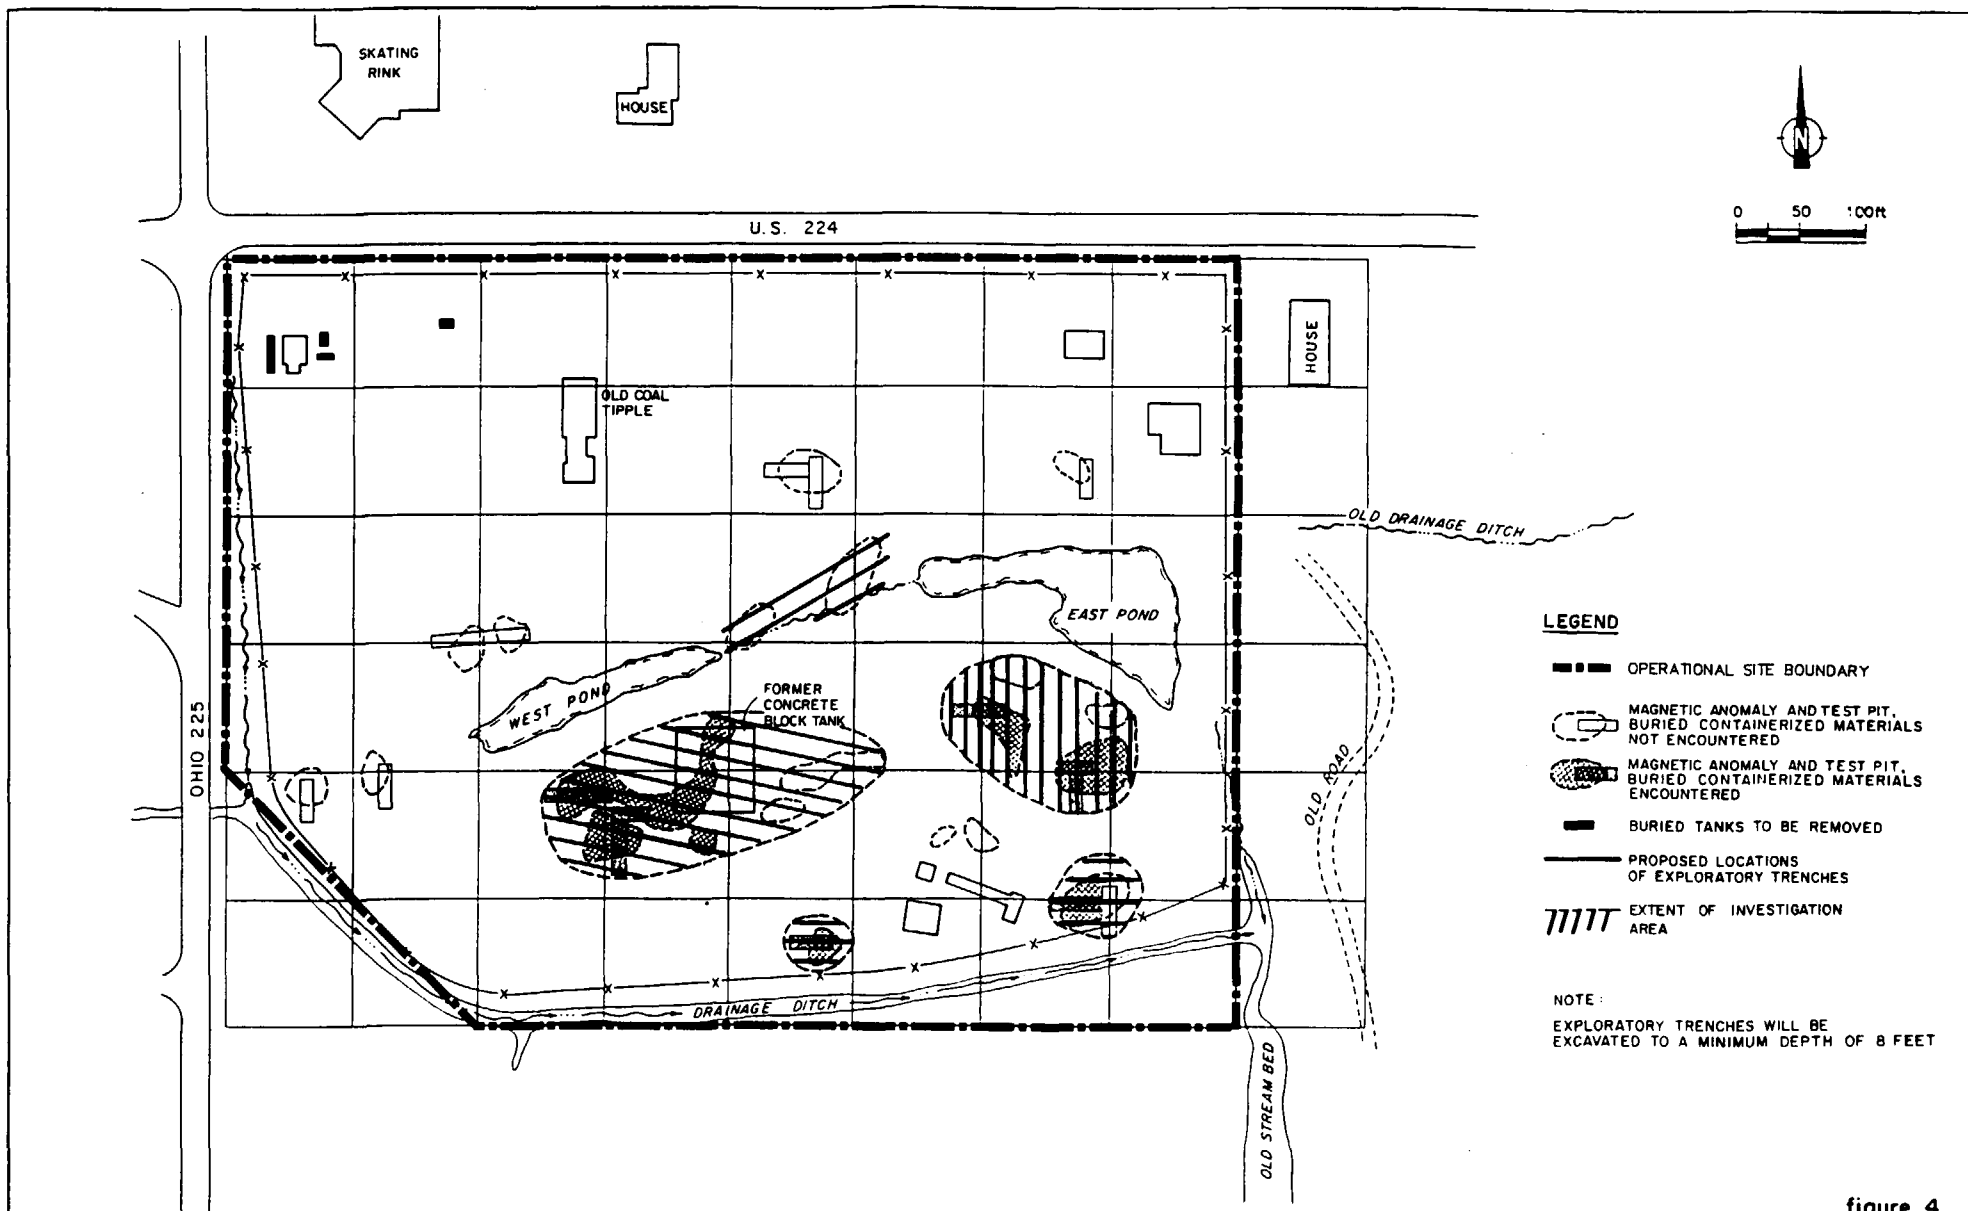 SKATING
RINK
HOUSE
N
0 50 100ft
U.S. 224
HOUSE
OLD COAL
TIPPLE
OLD DRAINAGE DITCH
EAST POND
WEST POND
FORMER
CONCRETE
BLOCK TANK
OHIO 225
OLD ROAD
DRAINAGE DITCH
OLD STREAM BED
LEGEND
OPERATIONAL SITE BOUNDARY
MAGNETIC ANOMALY AND TEST PIT,
BURIED CONTAINERIZED MATERIALS
NOT ENCOUNTERED
MAGNETIC ANOMALY AND TEST PIT,
BURIED CONTAINERIZED MATERIALS
ENCOUNTERED
BURIED TANKS TO BE REMOVED
PROPOSED LOCATIONS
OF EXPLORATORY TRENCHES
EXTENT OF INVESTIGATION
AREA
NOTE:
EXPLORATORY TRENCHES WILL BE
EXCAVATED TO A MINIMUM DEPTH OF 8 FEET
figure 4